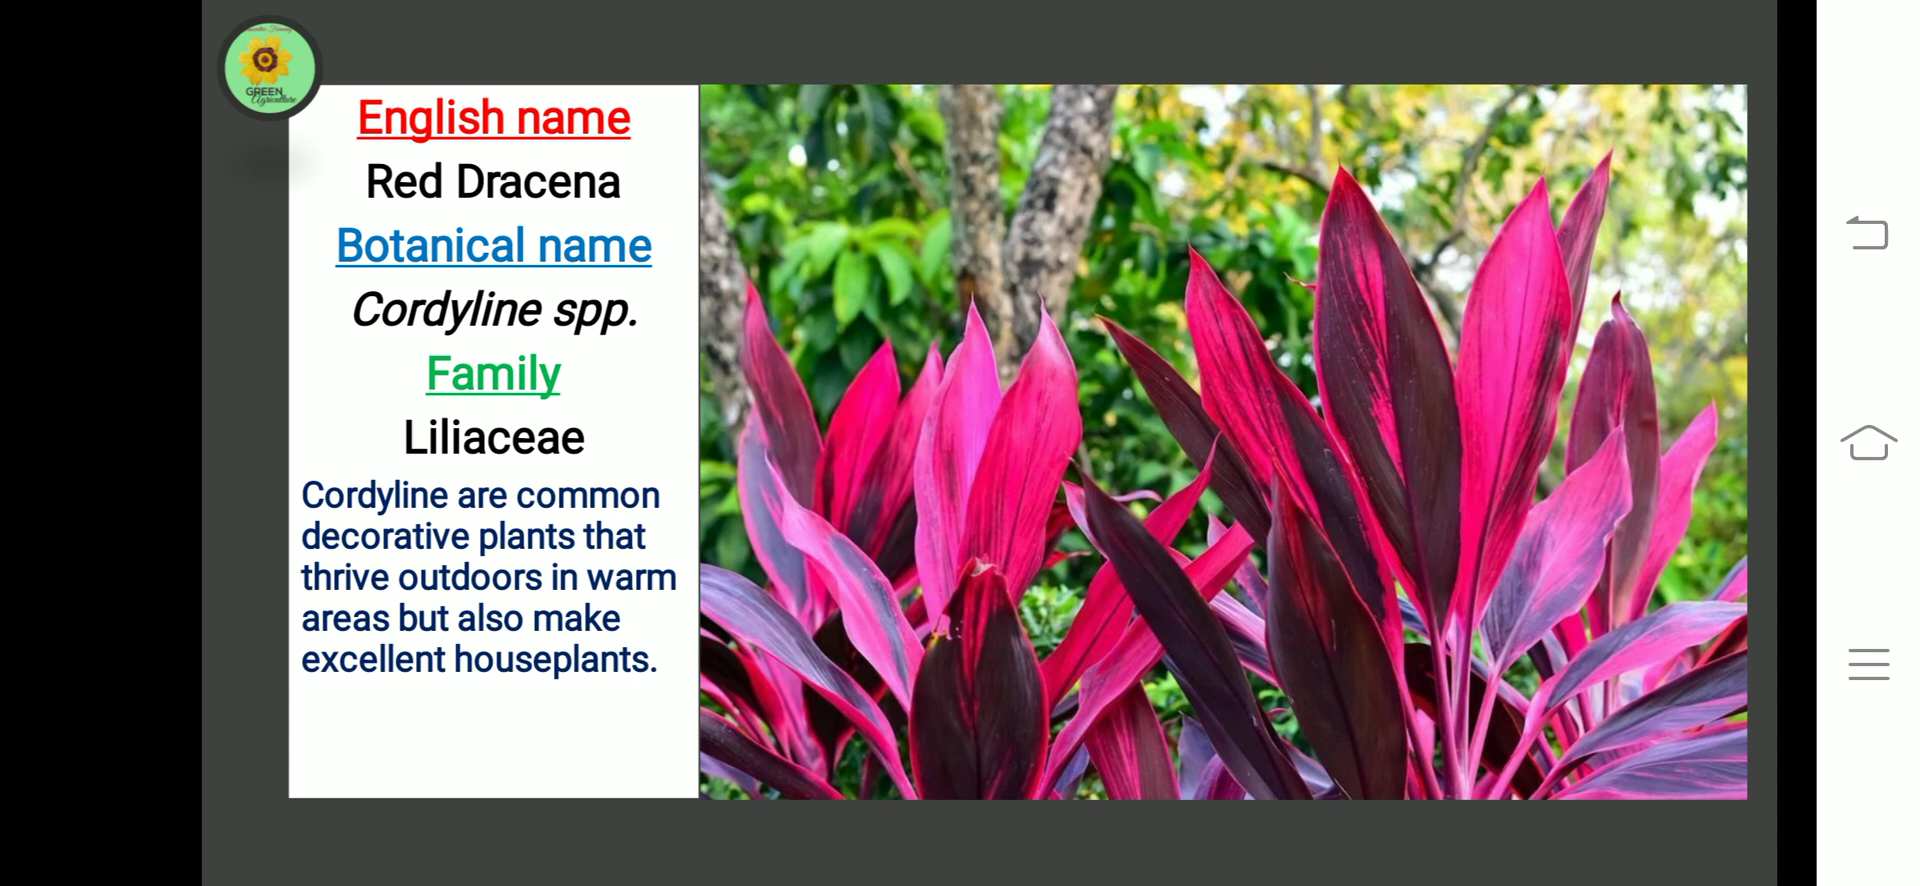 GREEN
Agriculture
English name
Red Dracena
Botanical name
Cordyline spp.
Family
Liliaceae
Cordyline are common
decorative plants that
thrive outdoors in warm
areas but also make
excellent houseplants.